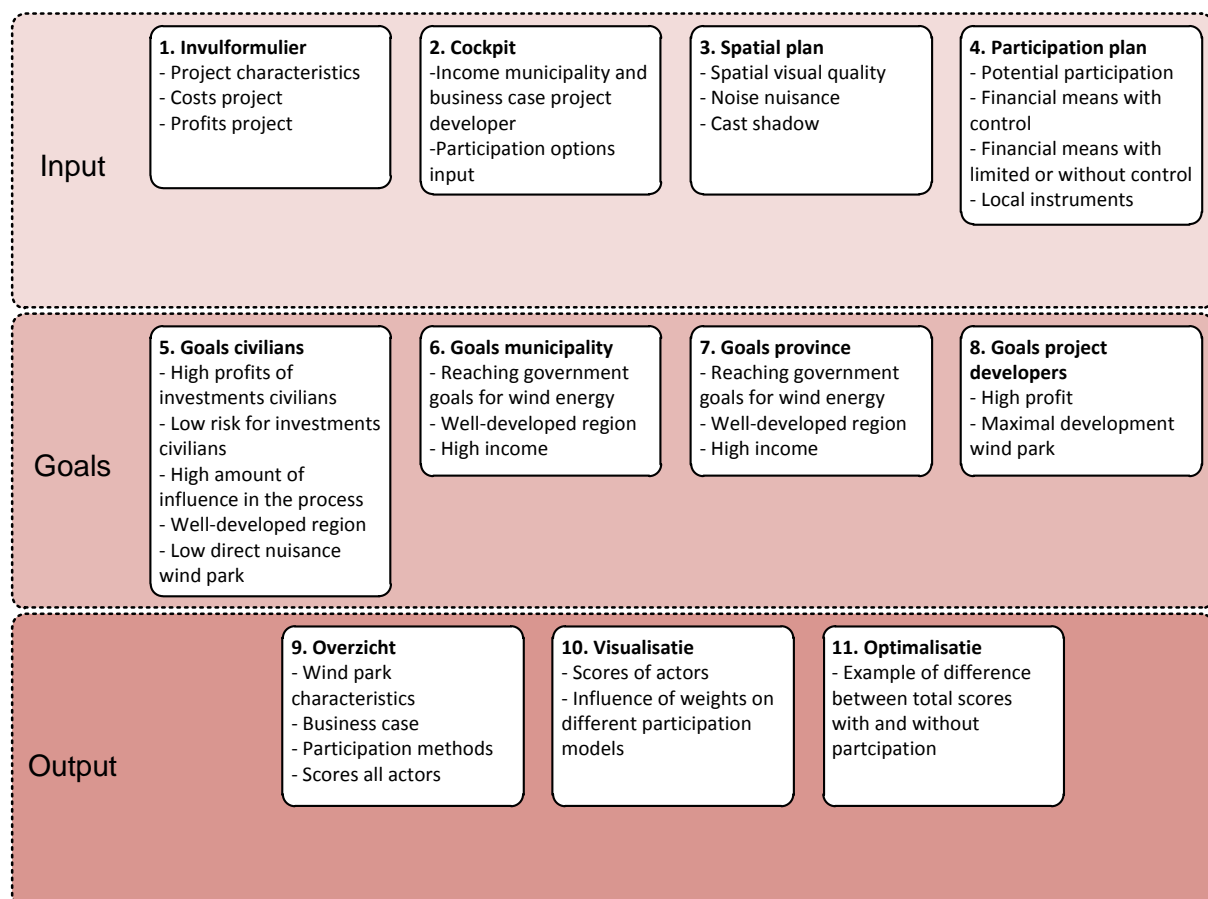 Input
1. Invulformulier
- Project characteristics
- Costs project
- Profits project
2. Cockpit
-Income municipality and
business case project
developer
-Participation options
input
3. Spatial plan
- Spatial visual quality
- Noise nuisance
- Cast shadow
4. Participation plan
- Potential participation
- Financial means with
control
- Financial means with
limited or without control
- Local instruments
Goals
5. Goals civilians
- High profits of
investments civilians
- Low risk for investments
civilians
- High amount of
influence in the process
- Well-developed region
- Low direct nuisance
wind park
6. Goals municipality
- Reaching government
goals for wind energy
- Well-developed region
- High income
7. Goals province
- Reaching government
goals for wind energy
- Well-developed region
- High income
8. Goals project
developers
- High profit
- Maximal development
wind park
Output
9. Overzicht
- Wind park
characteristics
- Business case
- Participation methods
- Scores all actors
10. Visualisatie
- Scores of actors
- Influence of weights on
different participation
models
11. Optimalisatie
- Example of difference
between total scores
with and without
partcipation